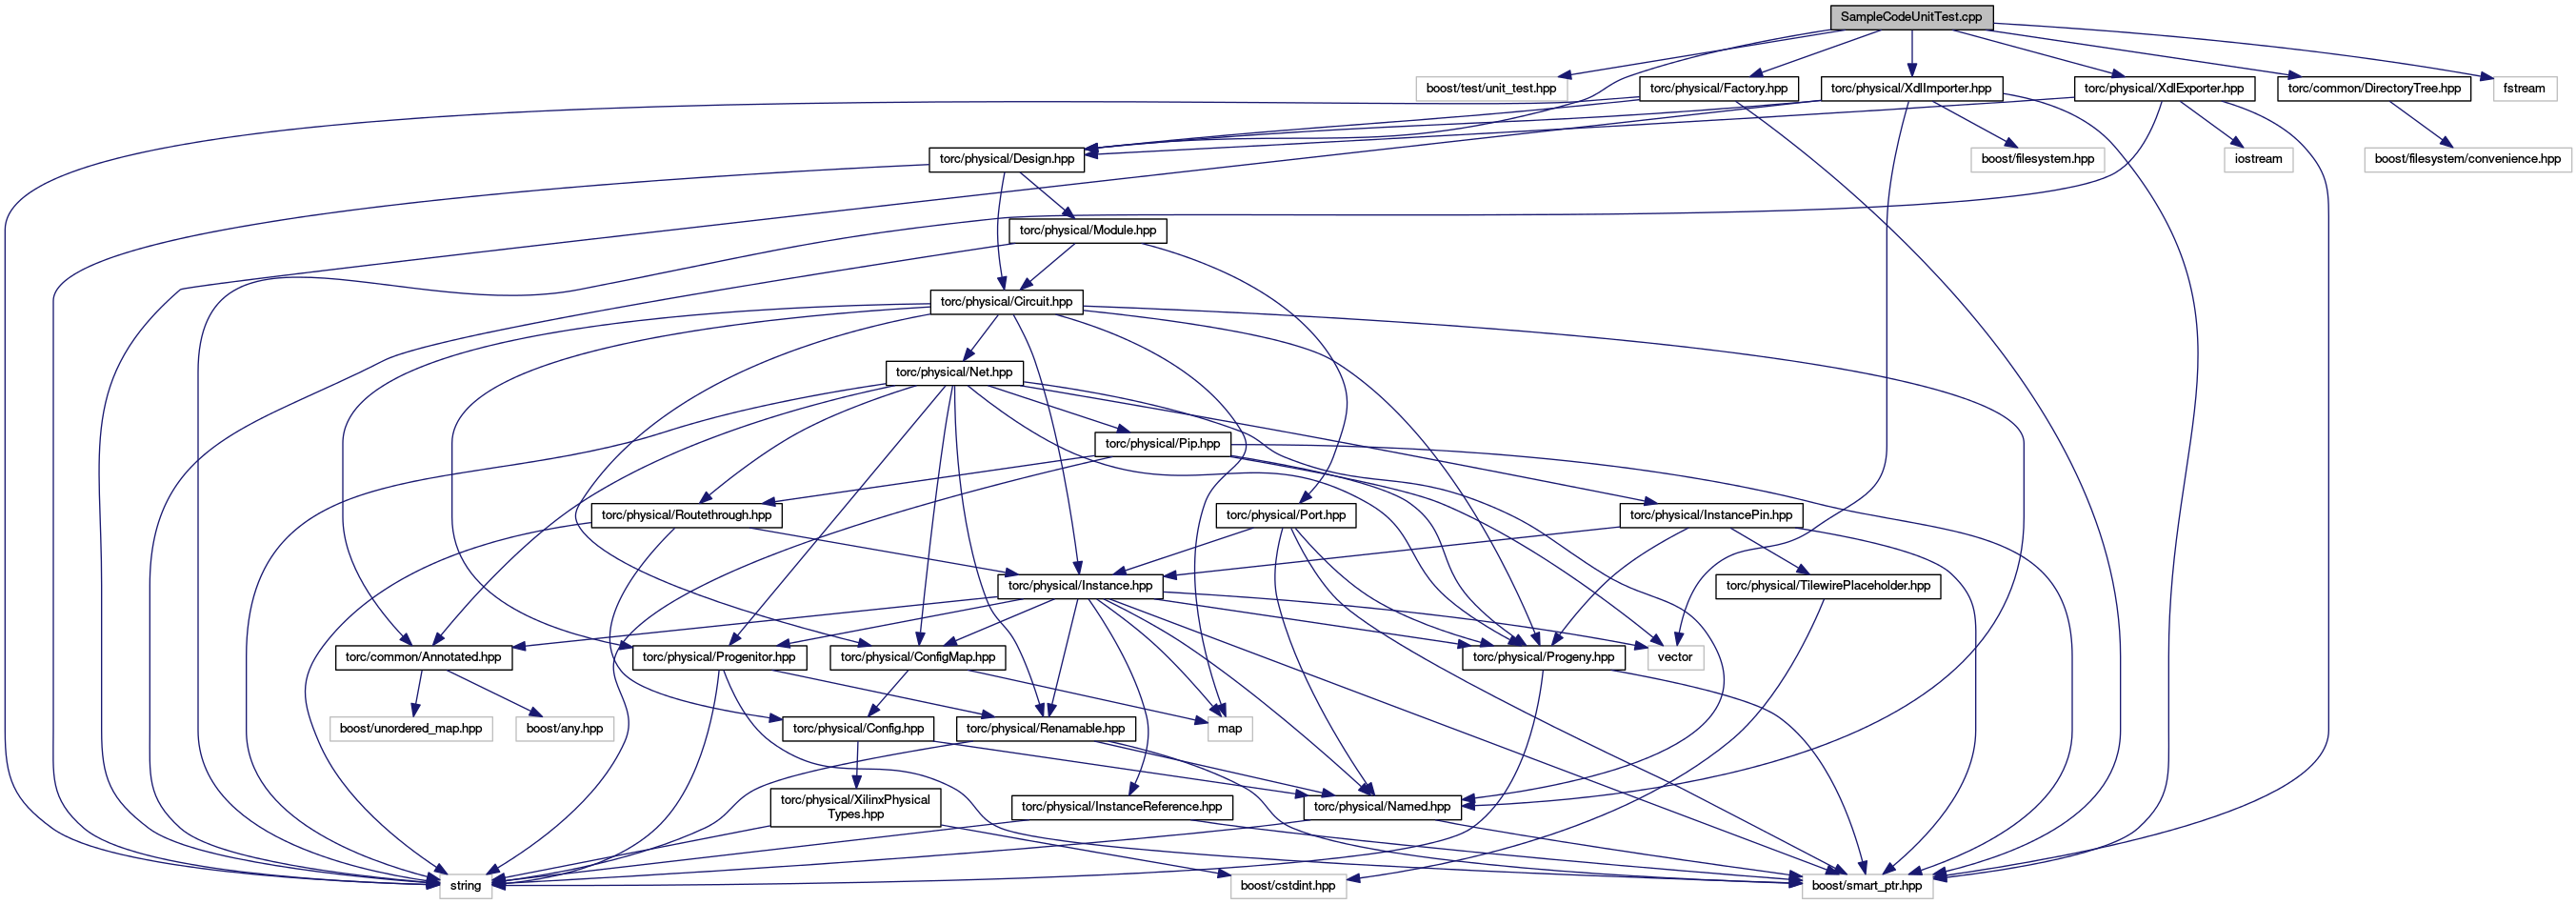 SampleCodeUnitTest.cpp
boost/test/unit_test.hpp
torc/physical/Factory.hpp
torc/physical/XdlImporter.hpp
torc/physical/XdlExporter.hpp
torc/common/DirectoryTree.hpp
fstream
torc/physical/Design.hpp
boost/filesystem.hpp
iostream
boost/filesystem/convenience.hpp
torc/physical/Module.hpp
torc/physical/Circuit.hpp
torc/physical/Net.hpp
torc/physical/Pip.hpp
torc/physical/Routethrough.hpp
torc/physical/Port.hpp
torc/physical/InstancePin.hpp
torc/physical/Instance.hpp
torc/physical/TilewirePlaceholder.hpp
torc/common/Annotated.hpp
torc/physical/Progenitor.hpp
torc/physical/ConfigMap.hpp
torc/physical/Progeny.hpp
vector
boost/unordered_map.hpp
boost/any.hpp
torc/physical/Config.hpp
torc/physical/Renamable.hpp
map
torc/physical/XilinxPhysical
Types.hpp
torc/physical/InstanceReference.hpp
torc/physical/Named.hpp
string
boost/cstdint.hpp
boost/smart_ptr.hpp